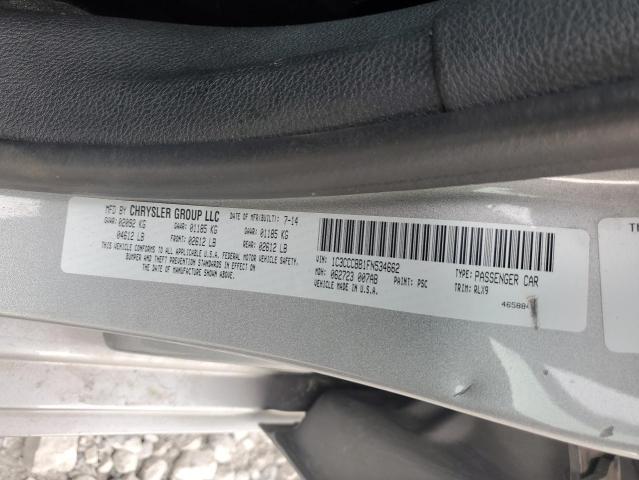 MFD BY CHRYSLER GROUP LLC DATE OF MFR(BUILT): 7-14
GVWR: 02092 KG GAWR: 01185 KG GAWR: 01185 KG
04612 LB FRONT: 02612 LB REAR: 02612 LB
THIS VEHICLE CONFORMS TO ALL APPLICABLE U.S.A. FEDERAL MOTOR VEHICLE SAFETY,
BUMPER AND THEFT PREVENTION STANDARDS IN EFFECT ON THE DATE OF MANUFACTURE SHOWN ABOVE.
VIN: 1C3CCCBB1FN634662 TYPE: PASSENGER CAR
MDH: 062723 007AB PAINT: PSC TRIM: RLX9
VEHICLE MADE IN U.S.A.